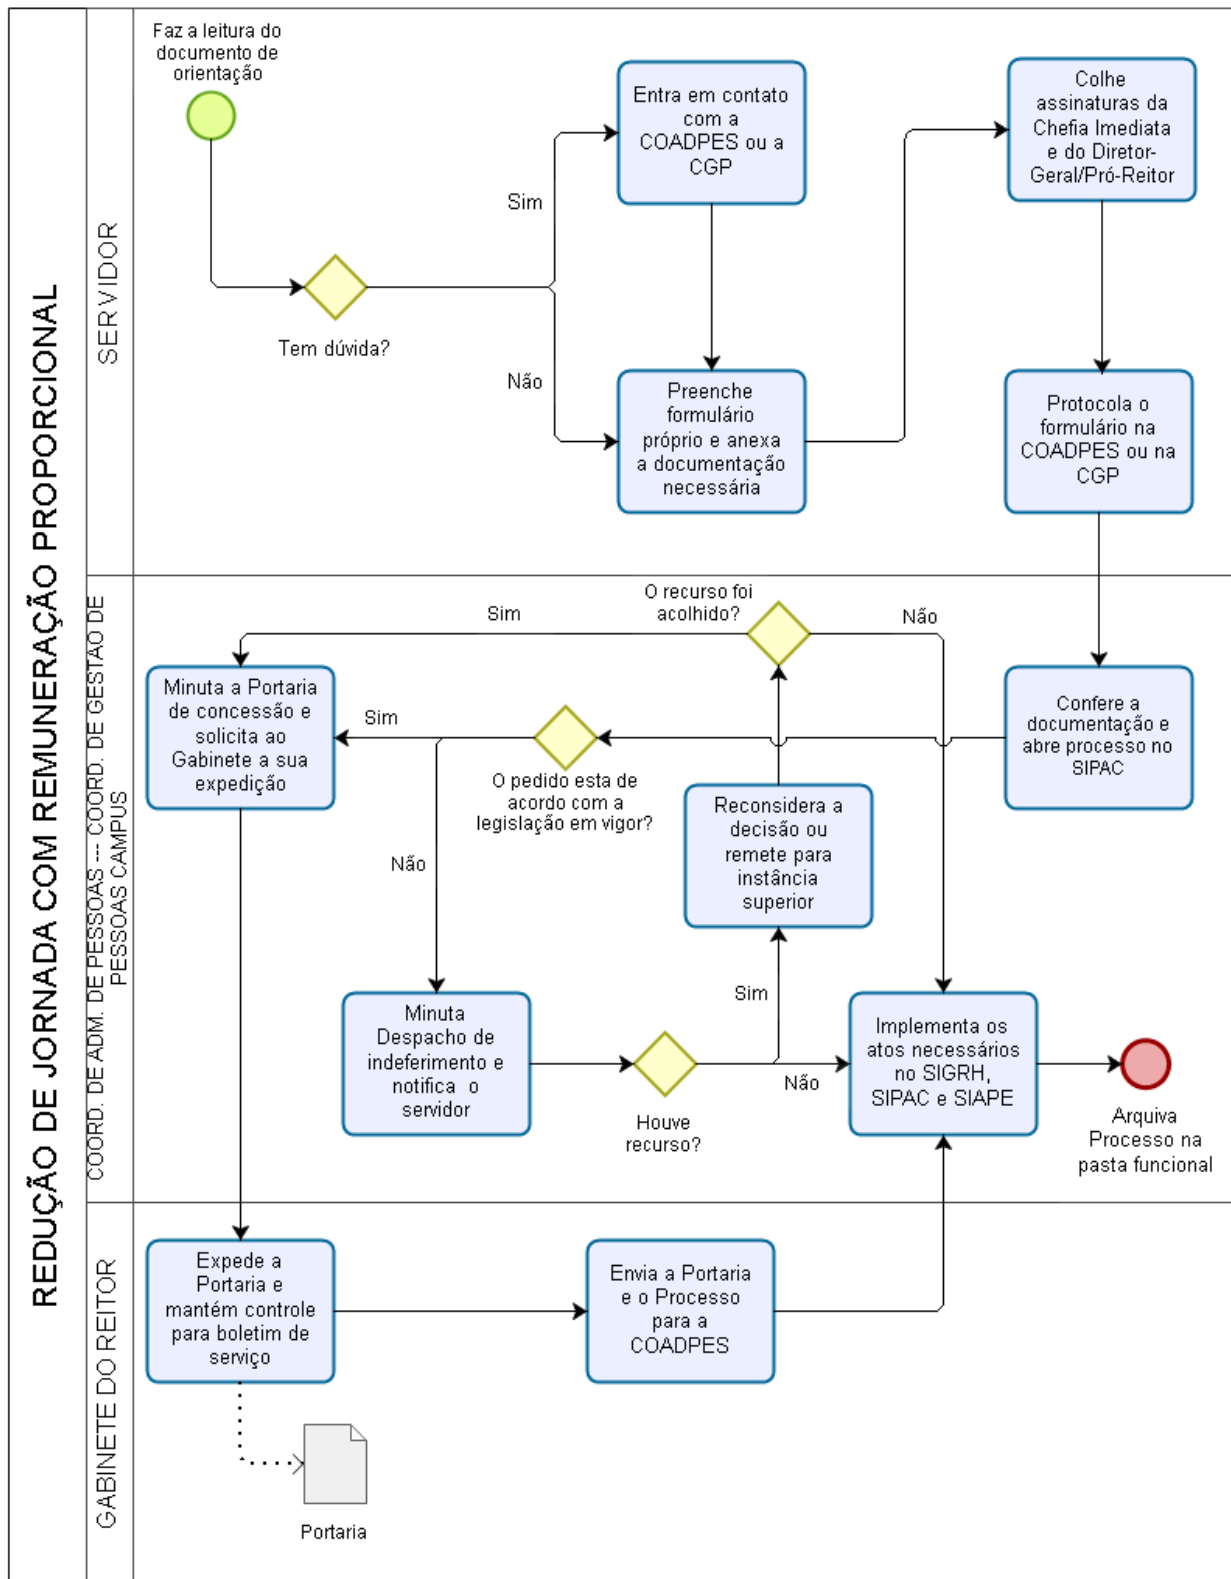 REDUÇÃO DE JORNADA COM REMUNERAÇÃO PROPORCIONAL
SERVIDOR
Faz a leitura do
documento de
orientação
Tem dúvida?
Sim
Não
Entra em contato
com a
COADPES ou a
CGP
Preenche
formulário
próprio e anexa
a documentação
necessária
Colhe
assinaturas da
Chefia Imediata
e do Diretor-
Geral/Pró-Reitor
Protocola o
formulário na
COADPES ou na
CGP
COORD. DE ADM. DE PESSOAS --- COORD. DE GESTÃO DE
PESSOAS CAMPUS
Confere a
documentação e
abre processo no
SIPAC
O pedido esta de
acordo com a
legislação em vigor?
Sim
Não
Minuta a Portaria
de concessão e
solicita ao
Gabinete a sua
expedição
Minuta
Despacho de
indeferimento e
notifica o
servidor
Houve
recurso?
Sim
Não
Reconsidera a
decisão ou
remete para
instância
superior
O recurso foi
acolhido?
Sim
Não
Implementa os
atos necessários
no SIGRH,
SIPAC e SIAPE
Arquiva
Processo na
pasta funcional
GABINETE DO REITOR
Expede a
Portaria e
mantém controle
para boletim de
serviço
Portaria
Envia a Portaria
e o Processo
para a
COADPES